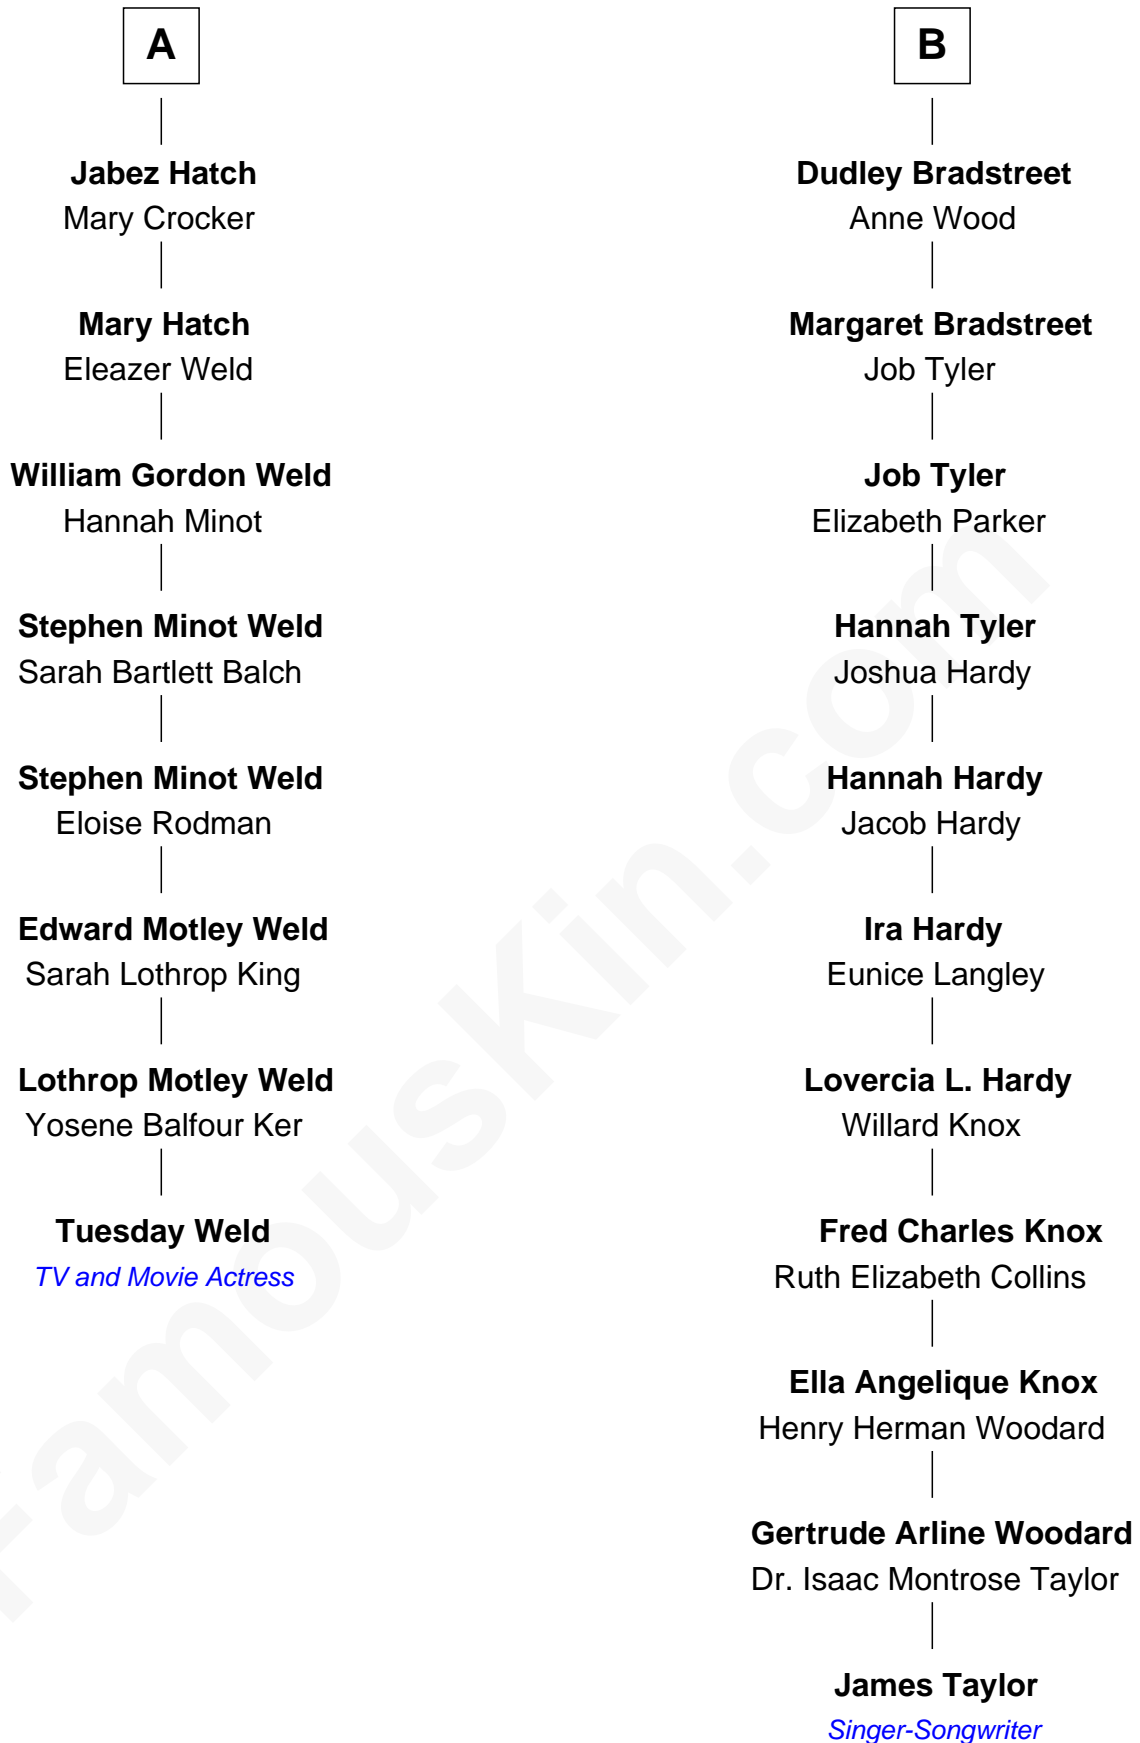 A
Jabez Hatch
Mary Crocker
Mary Hatch
Eleazer Weld
William Gordon Weld
Hannah Minot
Stephen Minot Weld
Sarah Bartlett Balch
Stephen Minot Weld
Eloise Rodman
Edward Motley Weld
Sarah Lothrop King
Lothrop Motley Weld
Yosene Balfour Ker
Tuesday Weld
TV and Movie Actress
B
Dudley Bradstreet
Anne Wood
Margaret Bradstreet
Job Tyler
Job Tyler
Elizabeth Parker
Hannah Tyler
Joshua Hardy
Hannah Hardy
Jacob Hardy
Ira Hardy
Eunice Langley
Lovercia L. Hardy
Willard Knox
Fred Charles Knox
Ruth Elizabeth Collins
Ella Angelique Knox
Henry Herman Woodard
Gertrude Arline Woodard
Dr. Isaac Montrose Taylor
James Taylor
Singer-Songwriter
FamousKin.com